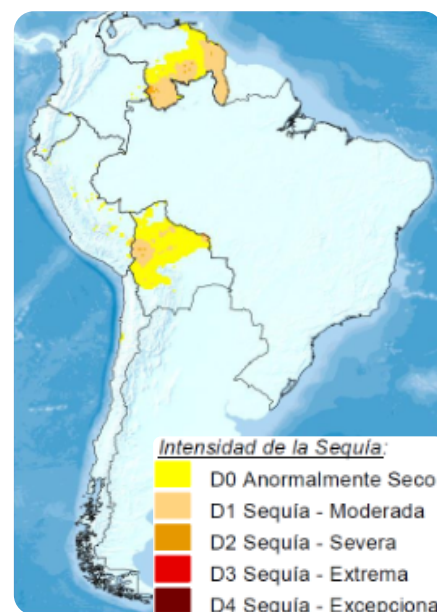 Intensidad de la Sequía:
D0 Anormalmente Seco
D1 Sequía - Moderada
D2 Sequía - Severa
D3 Sequía - Extrema
D4 Sequía - Excepciona